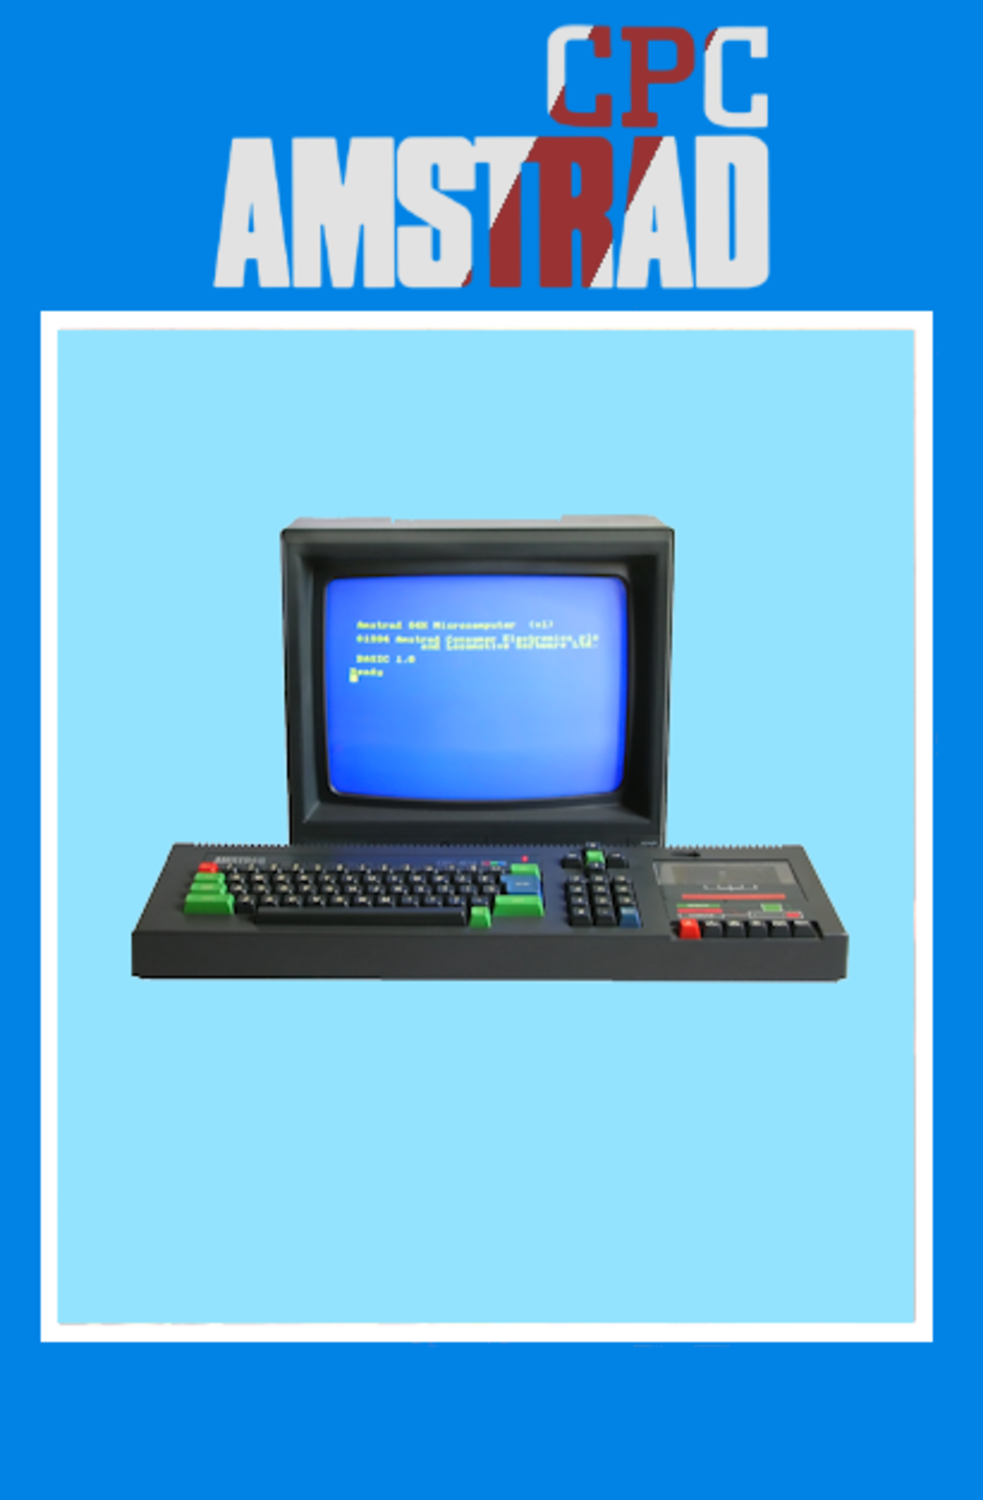 CPC
AMSTRAD
Amstrad 64K Microcomputer (v1)
©1984 Amstrad Consumer Electronics plc
and Locomotive Software Ltd.
BASIC 1.0
Ready
AMSTRAD